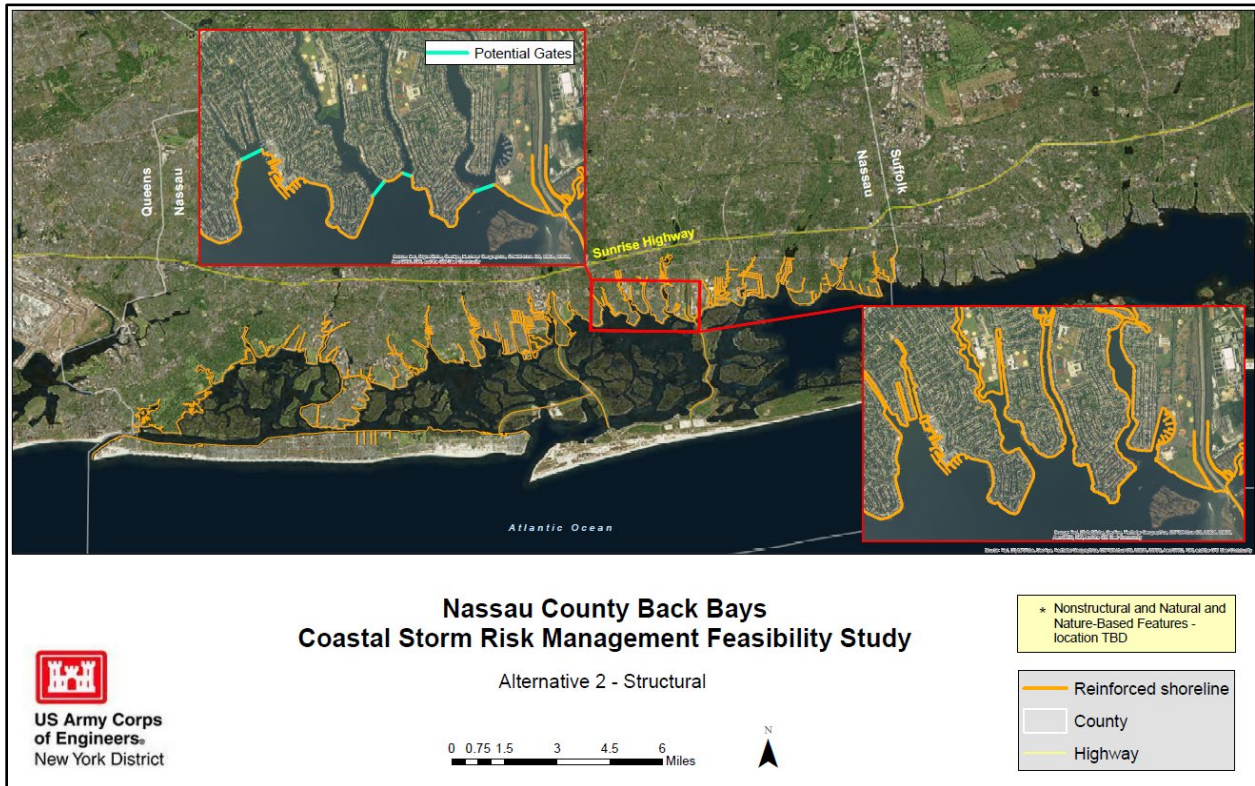 Potential Gates
Queens
Nassau
Nassau
Suffolk
Sunrise Highway
Atlantic Ocean
Nassau County Back Bays
Coastal Storm Risk Management Feasibility Study
Alternative 2 - Structural
US Army Corps
of Engineers®
New York District
0 0.75 1.5 3 4.5 6
Miles
N
* Nonstructural and Natural and
Nature-Based Features -
location TBD
Reinforced shoreline
County
Highway